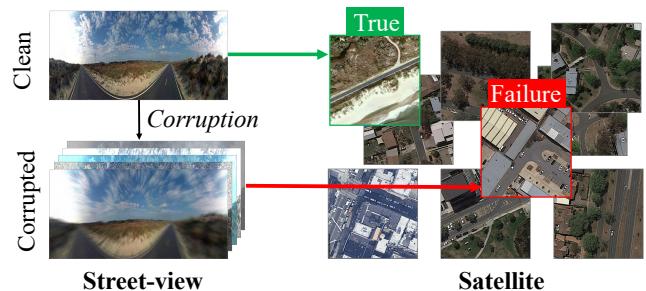 Clean
True
Corruption
Failure
Corrupted
Street-view
Satellite